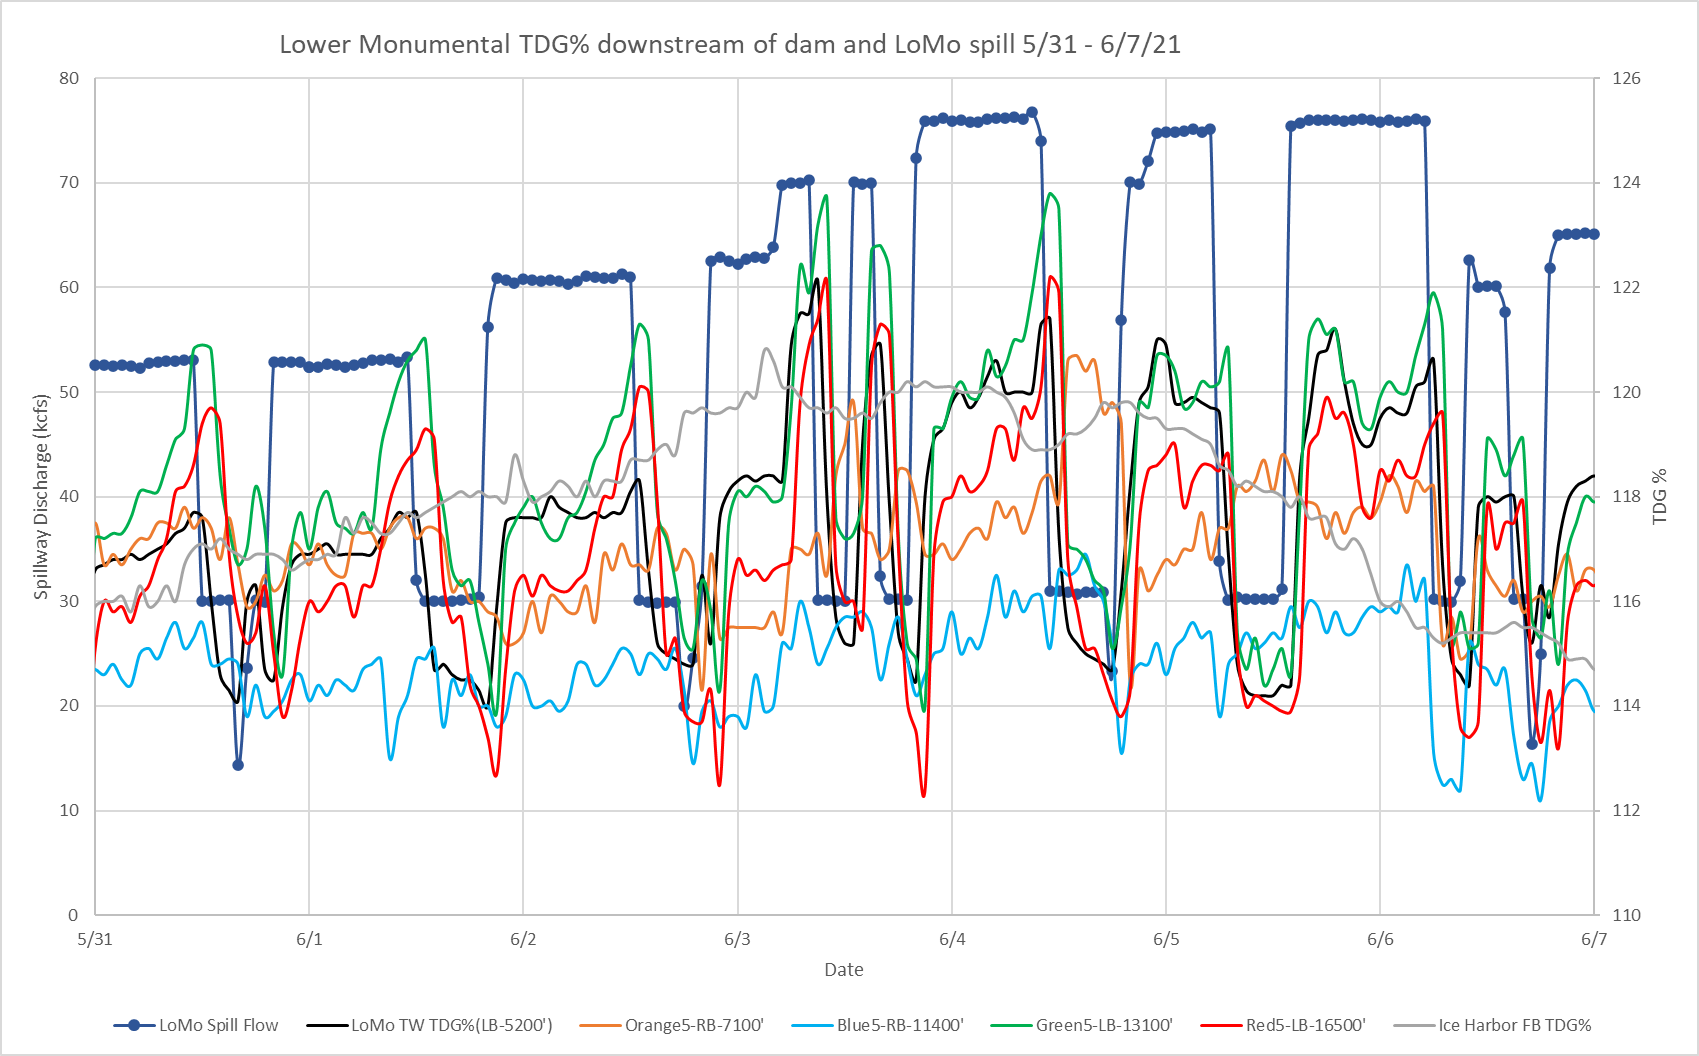 Lower Monumental TDG% downstream of dam and LoMo spill 5/31 - 6/7/21
80
70
60
50
40
30
20
10
0
Spillway Discharge (kcfs)
126
124
122
120
118
116
114
112
110
TDG %
5/31
6/1
6/2
6/3
6/4
6/5
6/6
6/7
Date
LoMo Spill Flow
LoMo TW TDG%(LB-5200')
Orange5-RB-7100'
Blue5-RB-11400'
Green5-LB-13100'
Red5-LB-16500'
Ice Harbor FB TDG%